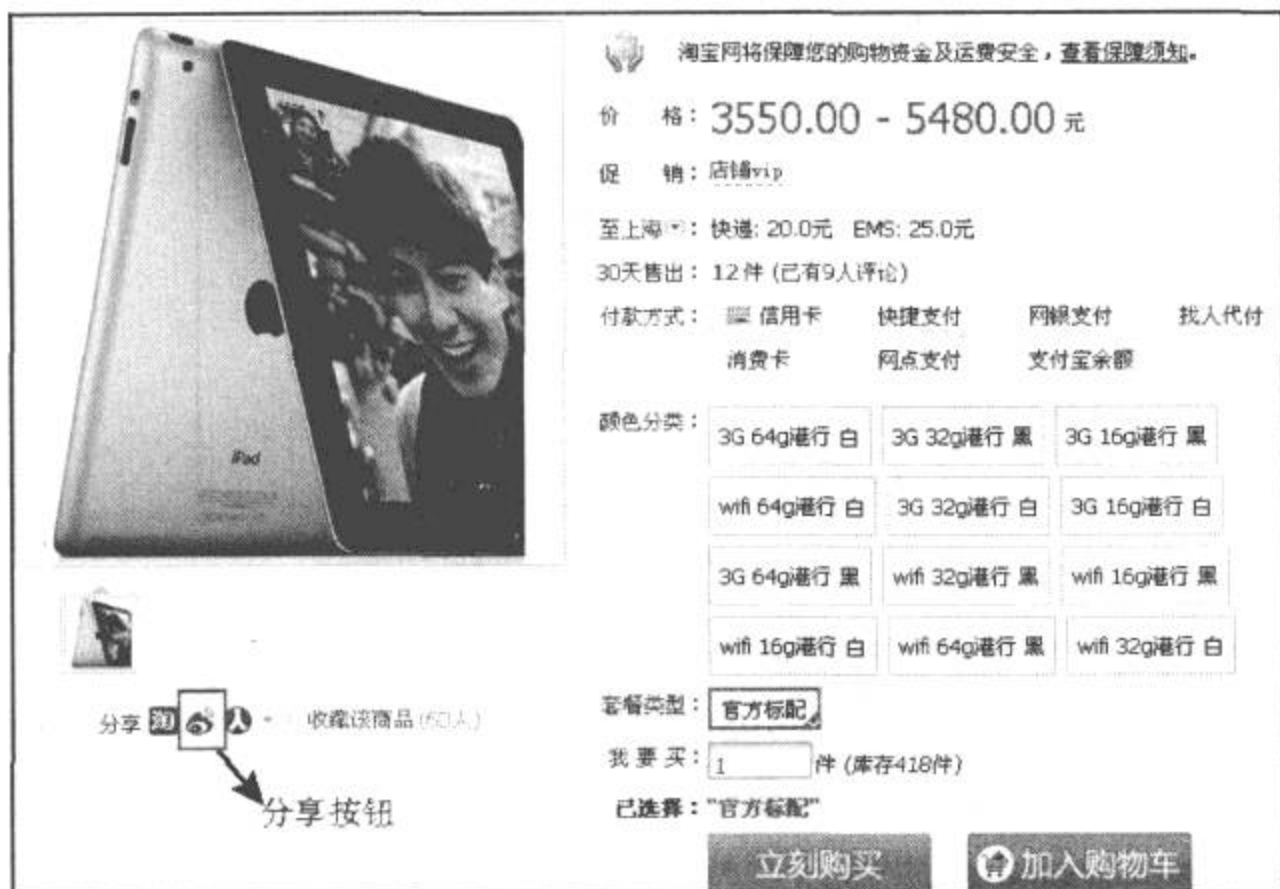 淘宝网将保障您的购物资金及运费安全，查看保障须知。
价 格： 3550.00 - 5480.00 元
促 销： 店铺vip
至上海： 快递: 20.0元 EMS: 25.0元
30天售出： 12件 (已有9人评论)
付款方式： 信用卡 快捷支付 网银支付 找人代付
消费卡 网点支付 支付宝余额
颜色分类： 3G 64g港行 白 3G 32g港行 黑 3G 16g港行 黑
wifi 64g港行 白 3G 32g港行 白 3G 16g港行 白
3G 64g港行 黑 wifi 32g港行 黑 wifi 16g港行 黑
wifi 16g港行 白 wifi 64g港行 黑 wifi 32g港行 白
套餐类型： 官方标配
我 要 买： 1 件 (库存418件)
已选择： "官方标配"
立刻购买 加入购物车
iPad
分享 淘 人 收藏该商品
分享按钮